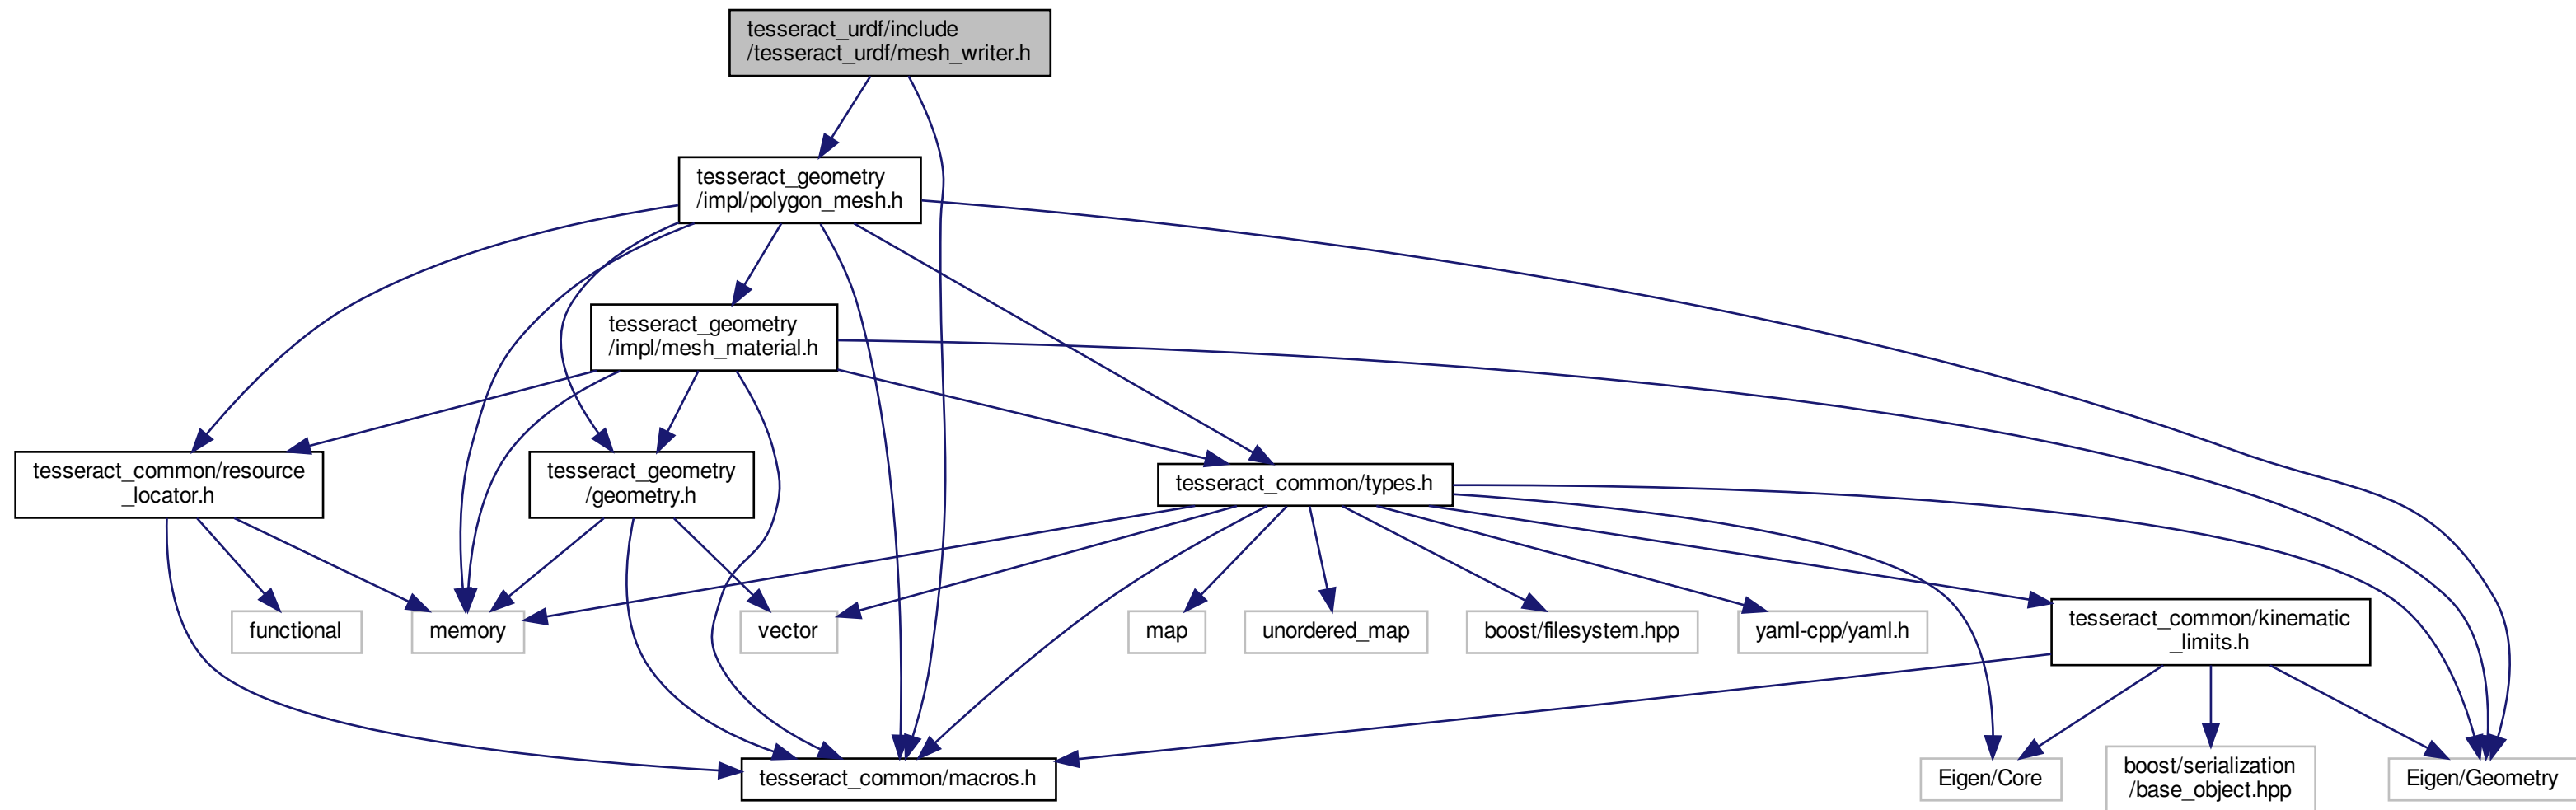 tesseract_urdf/include
/tesseract_urdf/mesh_writer.h
tesseract_geometry
/impl/polygon_mesh.h
tesseract_geometry
/impl/mesh_material.h
tesseract_common/resource
_locator.h
tesseract_geometry
/geometry.h
tesseract_common/types.h
functional
memory
vector
map
unordered_map
boost/filesystem.hpp
yaml-cpp/yaml.h
tesseract_common/kinematic
_limits.h
tesseract_common/macros.h
Eigen/Core
boost/serialization
/base_object.hpp
Eigen/Geometry